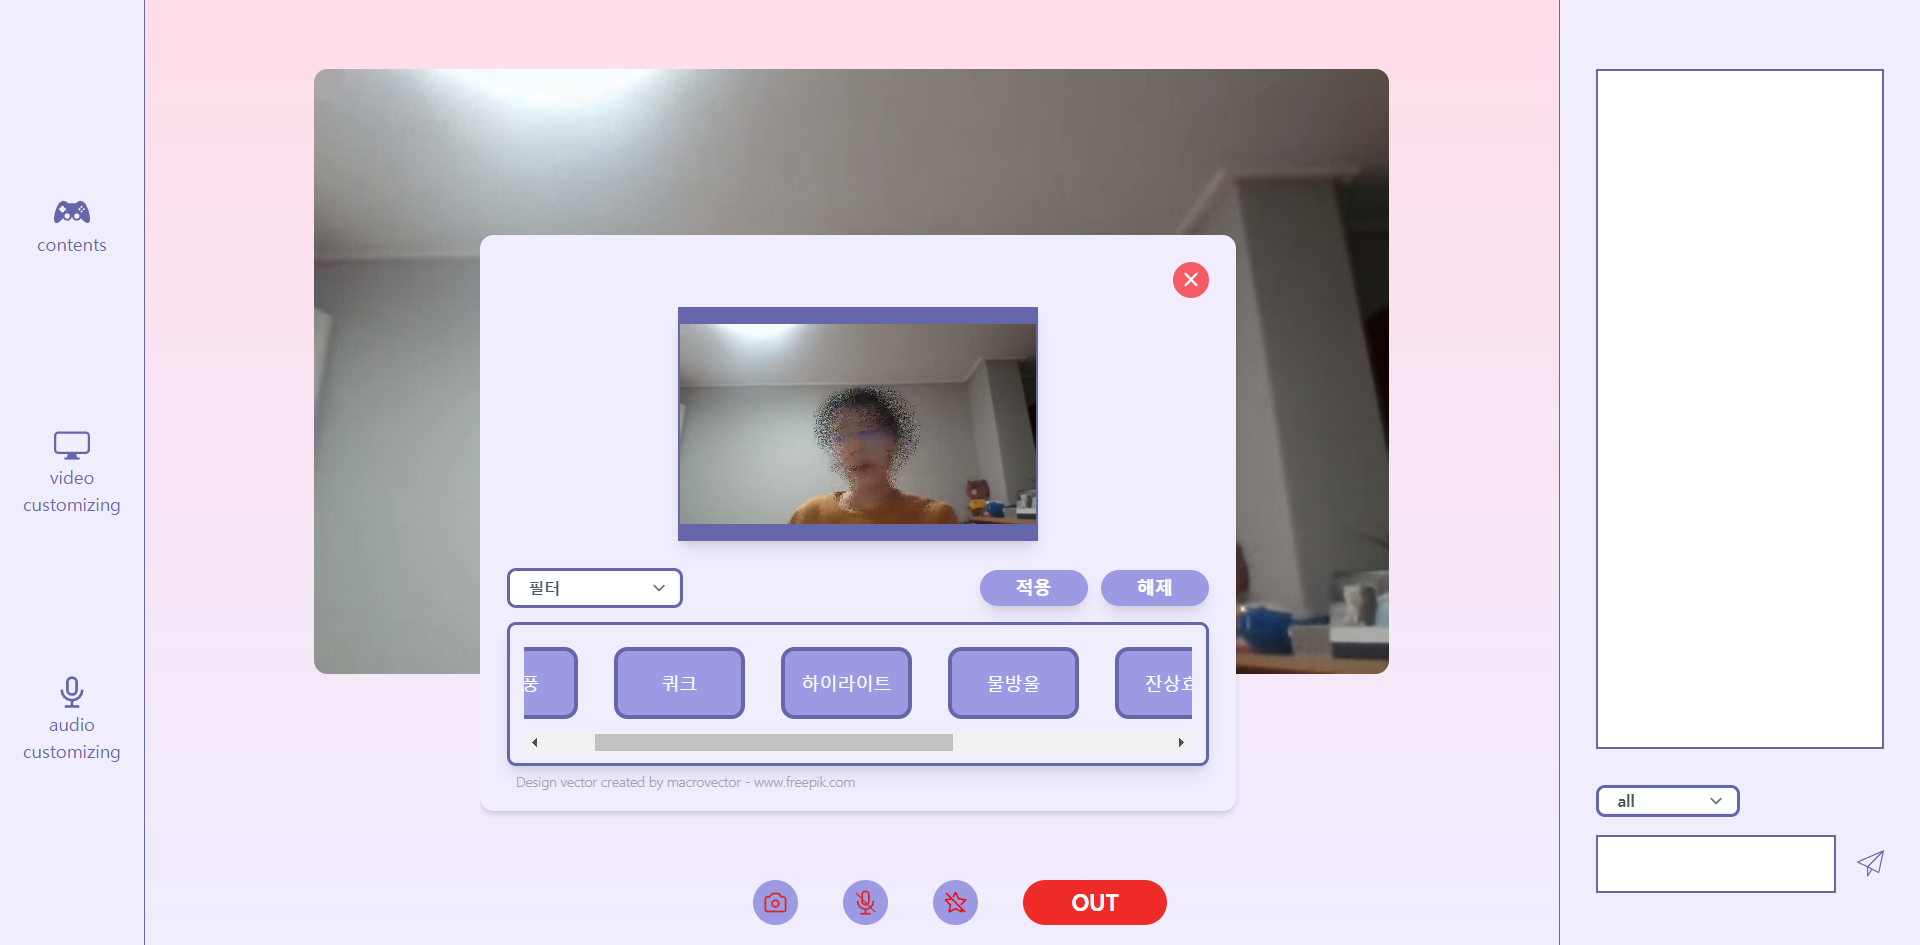 contents
video
customizing
audio
customizing
필터
적용
해제
풍
쿼크
하이라이트
물방울
잔상효
Design vector created by macrovector - www.freepik.com
all
OUT